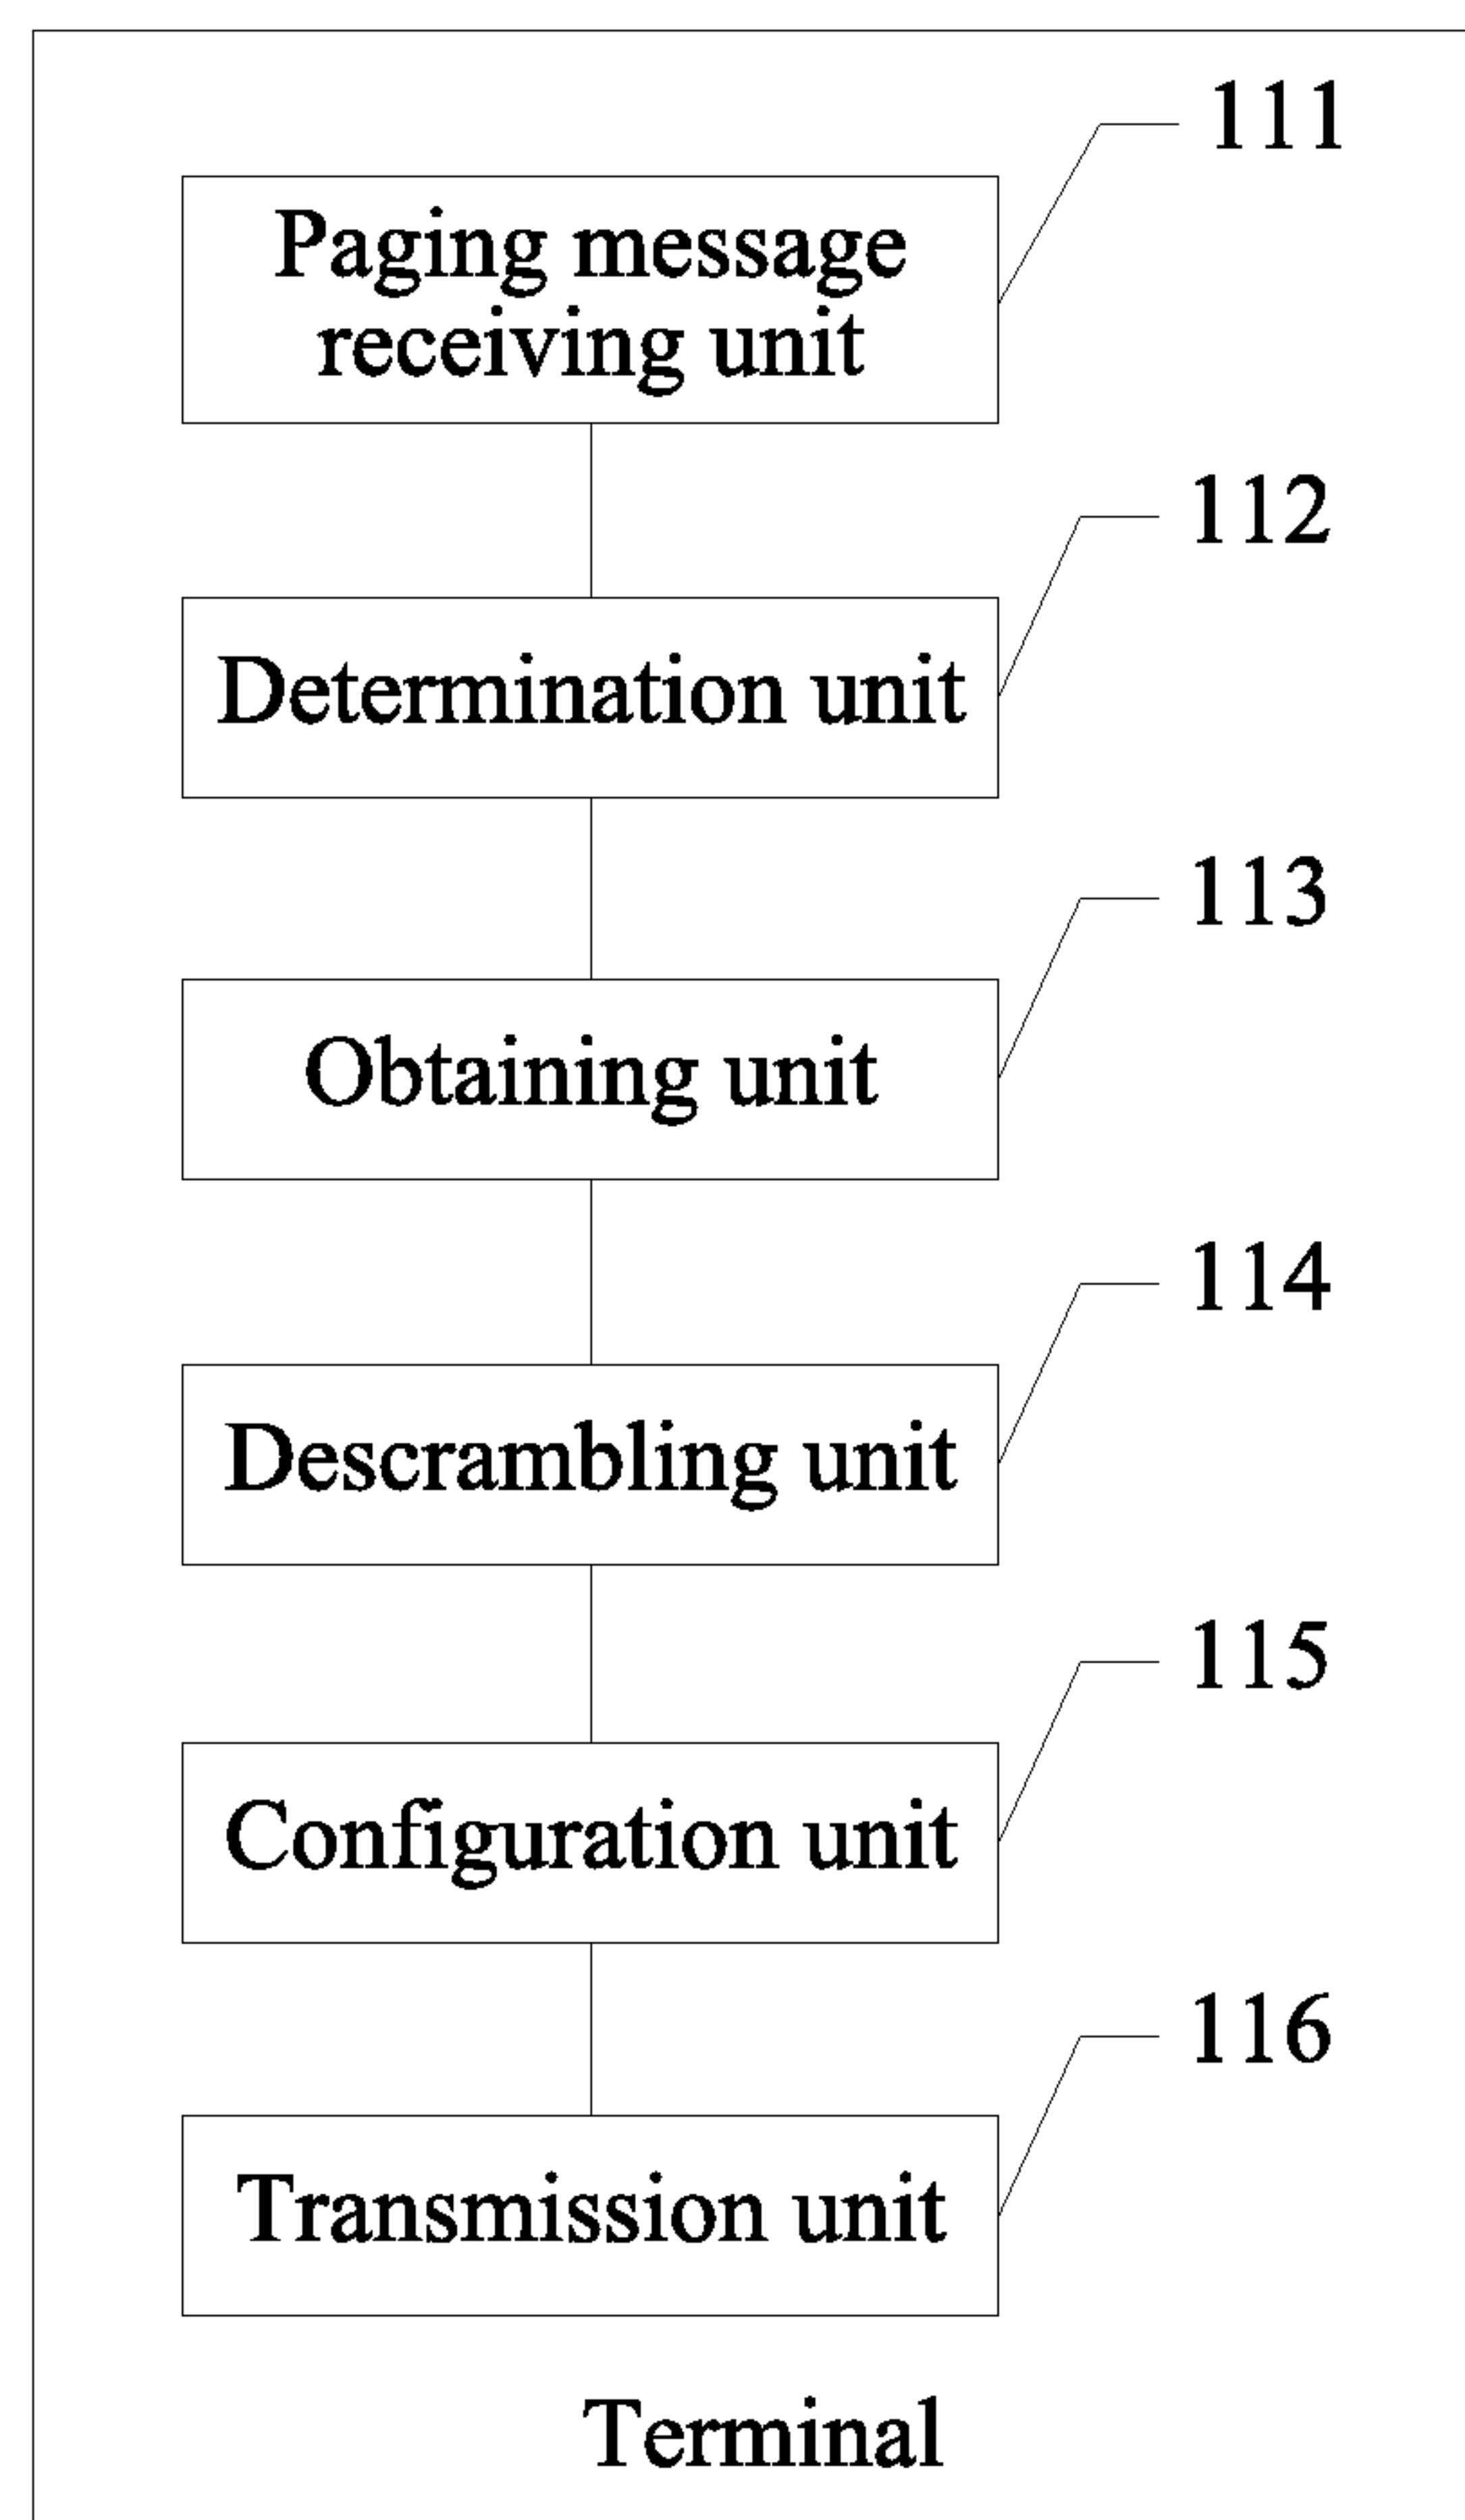 111
Paging message
receiving unit
112
Determination unit
113
Obtaining unit
114
Descrambling unit
115
Configuration unit
116
Transmission unit
Terminal